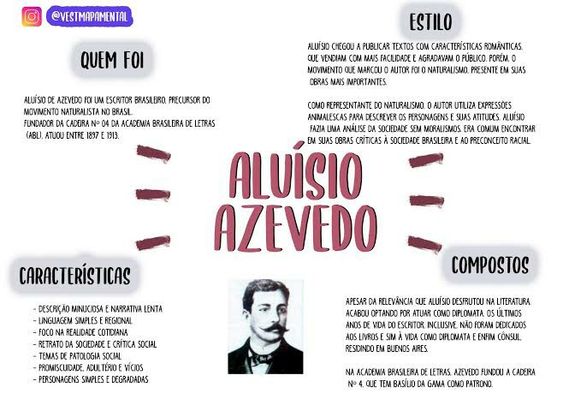 @VESTMAPAMENTAL
QUEM FOI
ALUÍSIO DE AZEVEDO FOI UM ESCRITOR BRASILEIRO, PRECURSOR DO
MOVIMENTO NATURALISTA NO BRASIL.
FUNDADOR DA CADEIRA Nº 04 DA ACADEMIA BRASILEIRA DE LETRAS
(ABL), ATUOU ENTRE 1897 E 1913.
ESTILO
ALUÍSIO CHEGOU A PUBLICAR TEXTOS COM CARACTERÍSTICAS ROMÂNTICAS,
QUE VENDIAM COM MAIS FACILIDADE E AGRADAVAM O PÚBLICO. PORÉM, O
MOVIMENTO QUE MARCOU O AUTOR FOI O NATURALISMO, PRESENTE EM SUAS
OBRAS MAIS IMPORTANTES.
COMO REPRESENTANTE DO NATURALISMO, O AUTOR UTILIZA EXPRESSÕES
ANIMALESCAS PARA DESCREVER OS PERSONAGENS E SUAS ATITUDES. ALUÍSIO
FAZIA UMA ANÁLISE DA SOCIEDADE SEM MORALISMOS. ERA COMUM ENCONTRAR
EM SUAS OBRAS CRÍTICAS À SOCIEDADE BRASILEIRA E AO PRECONCEITO RACIAL.
ALUÍSIO
AZEVEDO
CARACTERÍSTICAS
- DESCRIÇÃO MINUCIOSA E NARRATIVA LENTA
- LINGUAGEM SIMPLES E REGIONAL
- FOCO NA REALIDADE COTIDIANA
- RETRATO DA SOCIEDADE E CRÍTICA SOCIAL
- TEMAS DE PATOLOGIA SOCIAL
- PROMISCUIDADE, ADULTÉRIO E VÍCIOS
- PERSONAGENS SIMPLES E DEGRADADAS
COMPOSTOS
APESAR DA RELEVÂNCIA QUE ALUÍSIO DESFRUTOU NA LITERATURA,
ACABOU OPTANDO POR ATUAR COMO DIPLOMATA. OS ÚLTIMOS
ANOS DE VIDA DO ESCRITOR, INCLUSIVE, NÃO FORAM DEDICADOS
AOS LIVROS E SIM À VIDA COMO DIPLOMATA E ENFIM CÔNSUL,
RESIDINDO EM BUENOS AIRES.
NA ACADEMIA BRASILEIRA DE LETRAS, AZEVEDO FUNDOU A CADEIRA
Nº 4, QUE TEM BASÍLIO DA GAMA COMO PATRONO.